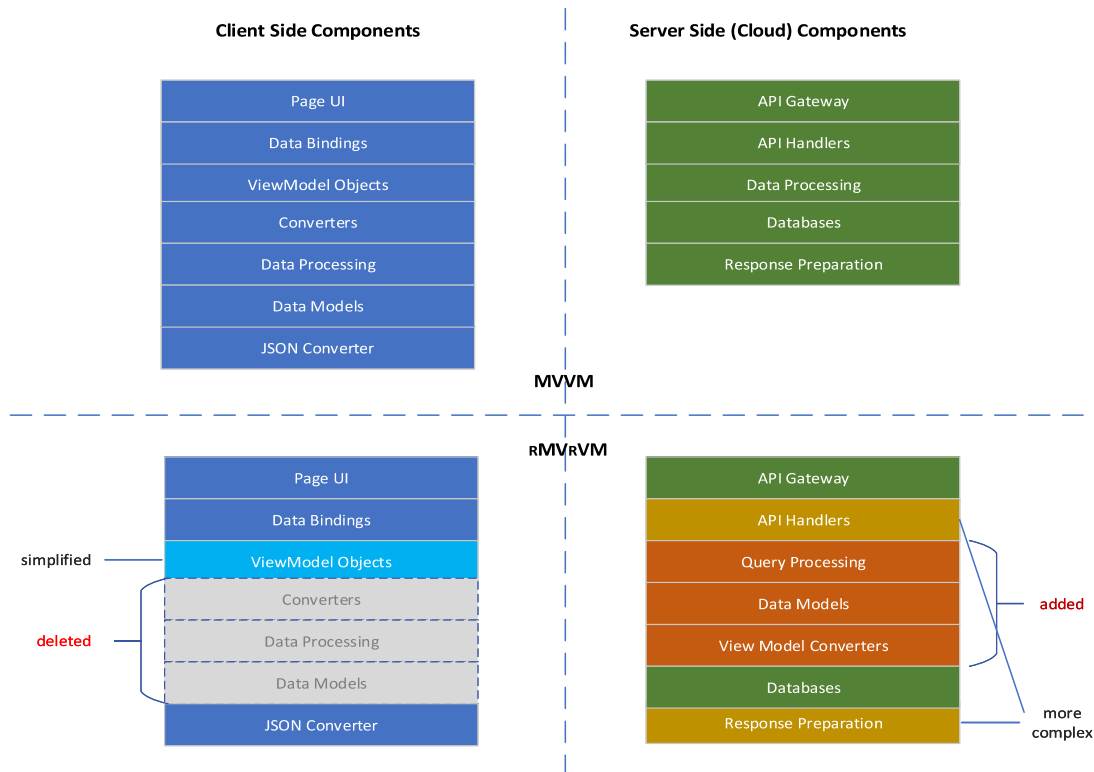 Client Side Components
Server Side (Cloud) Components
Page UI
Data Bindings
ViewModel Objects
Converters
Data Processing
Data Models
JSON Converter
API Gateway
API Handlers
Data Processing
Databases
Response Preparation
MVVM
RMVRVM
simplified
deleted
Page UI
Data Bindings
ViewModel Objects
Converters
Data Processing
Data Models
JSON Converter
API Gateway
API Handlers
Query Processing
Data Models
View Model Converters
Databases
Response Preparation
added
more
complex